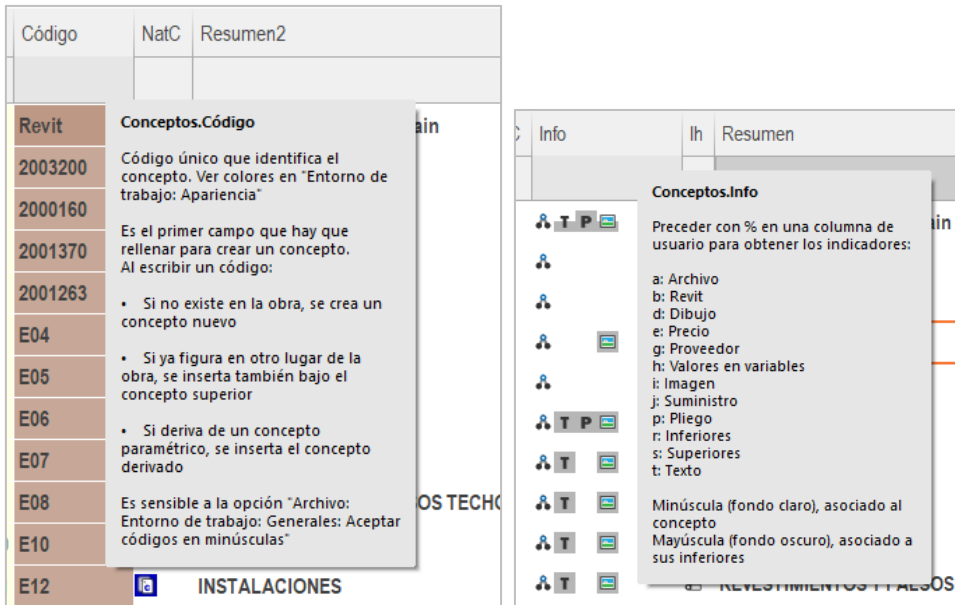 Código NatC Resumen2
Revit
2003200
2000160
2001370
2001263
E04
E05
E06
E07
E08
E10
E12
Conceptos.Código
Código único que identifica el
concepto. Ver colores en "Entorno de
trabajo: Apariencia"
Es el primer campo que hay que
rellenar para crear un concepto.
Al escribir un código:
• Si no existe en la obra, se crea un
concepto nuevo
• Si ya figura en otro lugar de la
obra, se inserta también bajo el
concepto superior
• Si deriva de un concepto
paramétrico, se inserta el concepto
derivado
Es sensible a la opción "Archivo:
Entorno de trabajo: Generales: Aceptar
códigos en minúsculas"
ain
OS TECHO
INSTALACIONES
Info Ih Resumen
T P
T P
T
T
T
T
Conceptos.Info
Preceder con % en una columna de
usuario para obtener los indicadores:
a: Archivo
b: Revit
d: Dibujo
e: Precio
g: Proveedor
h: Valores en variables
i: Imagen
j: Suministro
p: Pliego
r: Inferiores
s: Superiores
t: Texto
Minúscula (fondo claro), asociado al
concepto
Mayúscula (fondo oscuro), asociado a
sus inferiores
ain
REVESTIMIENTOS Y FALSOS